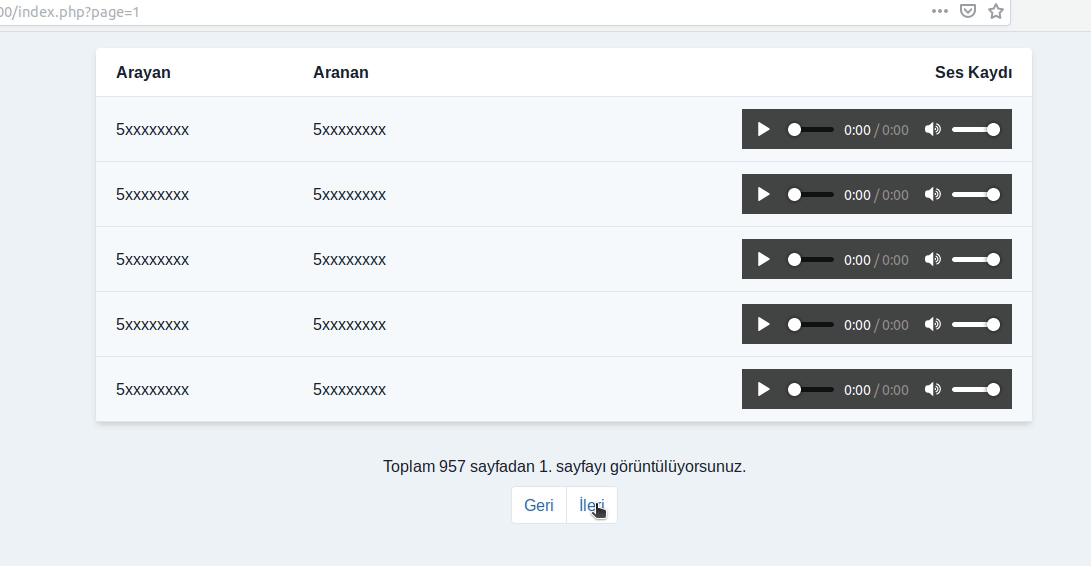 00/index.php?page=1
Arayan Aranan Ses Kaydı
5xxxxxxxx 5xxxxxxxx 0:00 / 0:00
5xxxxxxxx 5xxxxxxxx 0:00 / 0:00
5xxxxxxxx 5xxxxxxxx 0:00 / 0:00
5xxxxxxxx 5xxxxxxxx 0:00 / 0:00
5xxxxxxxx 5xxxxxxxx 0:00 / 0:00
Toplam 957 sayfadan 1. sayfayı görüntülüyorsunuz.
Geri İleri